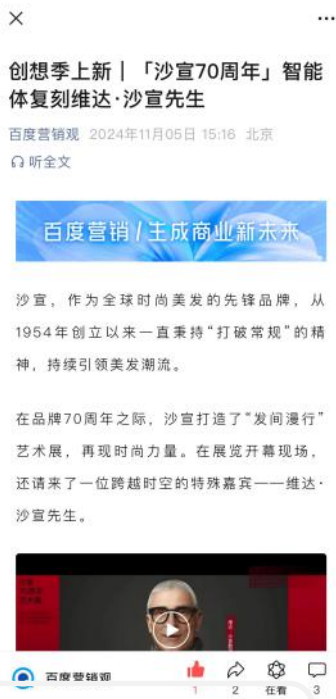 创想季上新｜「沙宣70周年」智能
体复刻维达·沙宣先生
百度营销观 2024年11月05日 15:16 北京
听全文
百度营销/生成商业新未来
沙宣，作为全球时尚美发的先锋品牌，从
1954年创立以来一直秉持“打破常规”的精
神，持续引领美发潮流。
在品牌70周年之际，沙宣打造了“发间漫行”
艺术展，再现时尚力量。在展览开幕现场，
还请来了一位跨越时空的特殊嘉宾——维达·
沙宣先生。
百度营销观
1 在看 3